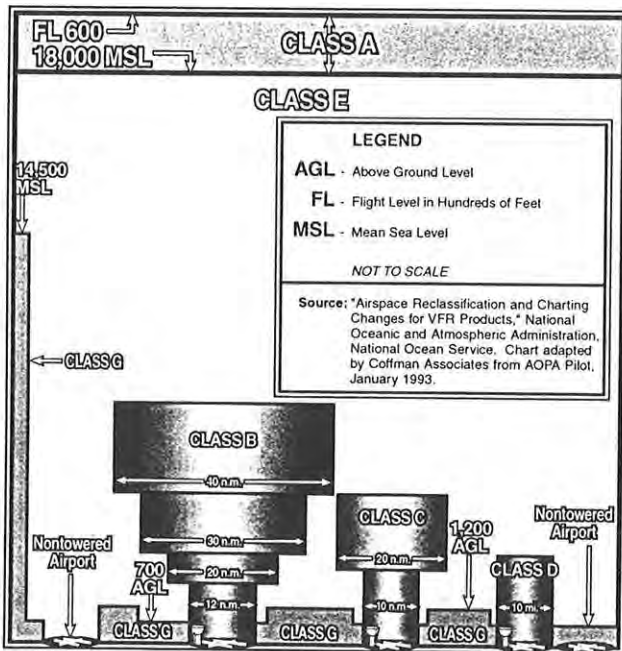 FL 600
18,000 MSL
CLASS A
CLASS E
LEGEND
AGL - Above Ground Level
FL - Flight Level in Hundreds of Feet
MSL - Mean Sea Level
NOT TO SCALE
Source: "Airspace Reclassification and Charting
Changes for VFR Products," National
Oceanic and Atmospheric Administration,
National Ocean Service. Chart adapted
by Coffman Associates from AOPA Pilot,
January 1993.
14,500
MSL
CLASS G
CLASS B
40 n.m.
30 n.m.
20 n.m.
12 n.m.
CLASS C
20 n.m.
10 n.m
CLASS D
10 mi.
Nontowered
Airport
700
AGL
1,200
AGL
Nontowered
Airport
CLASS G
CLASS G
CLASS G